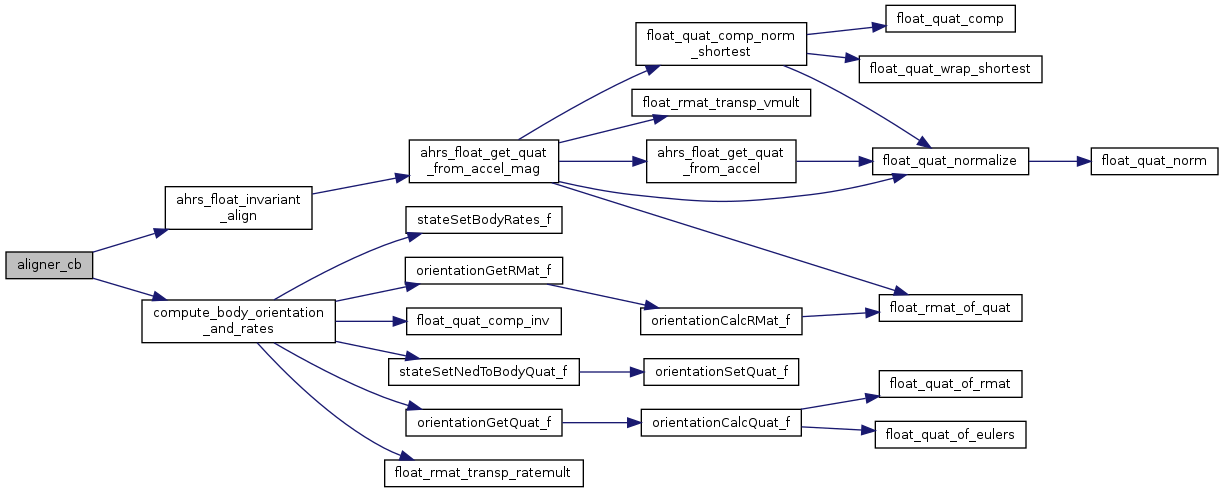 aligner_cb
ahrs_float_invariant
_align
compute_body_orientation
_and_rates
ahrs_float_get_quat
_from_accel_mag
stateSetBodyRates_f
orientationGetRMat_f
float_quat_comp_inv
stateSetNedToBodyQuat_f
orientationGetQuat_f
float_rmat_transp_ratemult
float_quat_comp_norm
_shortest
float_rmat_transp_vmult
ahrs_float_get_quat
_from_accel
orientationCalcRMat_f
orientationSetQuat_f
orientationCalcQuat_f
float_quat_comp
float_quat_wrap_shortest
float_quat_normalize
float_rmat_of_quat
float_quat_of_rmat
float_quat_of_eulers
float_quat_norm